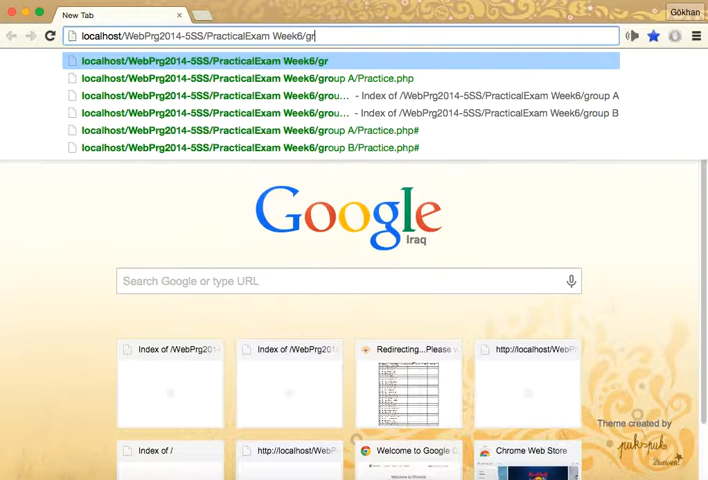 New Tab
Gökhan
localhost/WebPrg2014-5SS/PracticalExam Week6/gr
localhost/WebPrg2014-5SS/PracticalExam Week6/gr
localhost/WebPrg2014-5SS/PracticalExam Week6/group A/Practice.php
localhost/WebPrg2014-5SS/PracticalExam Week6/grou... - Index of /WebPrg2014-5SS/PracticalExam Week6/group A
localhost/WebPrg2014-5SS/PracticalExam Week6/grou... - Index of /WebPrg2014-5SS/PracticalExam Week6/group B
localhost/WebPrg2014-5SS/PracticalExam Week6/group A/Practice.php#
localhost/WebPrg2014-5SS/PracticalExam Week6/group B/Practice.php#
Google
Iraq
Search Google or type URL
Index of /WebPrg2014
Index of /WebPrg201
Redirecting...Please
http://localhost/WebPr
Theme created by
Index of /
http://localhost/WebP
Welcome to Google C
Chrome Web Store